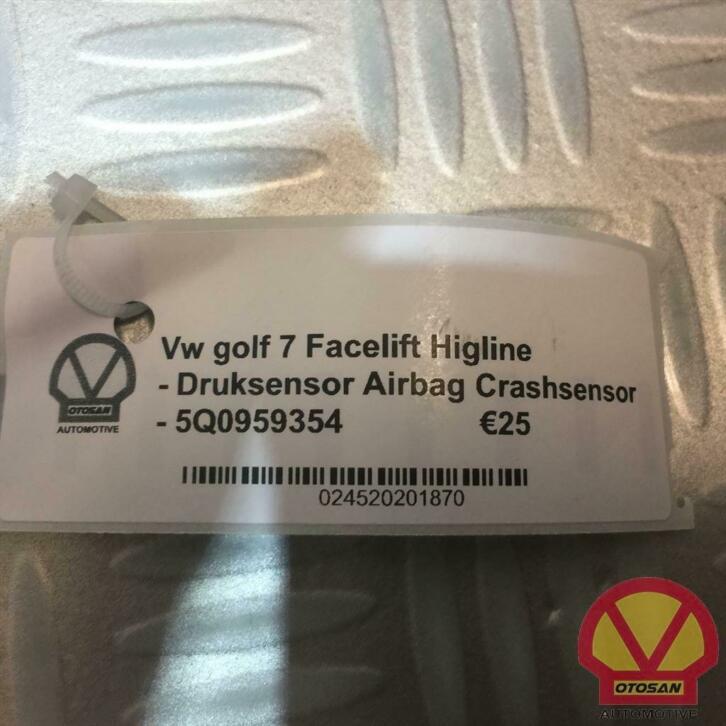 Vw golf 7 Facelift Higline
- Druksensor Airbag Crashsensor
- 5Q0959354 €25
OTOSAN
AUTOMOTIVE
024520201870
OTOSAN
AUTOMOTIVE